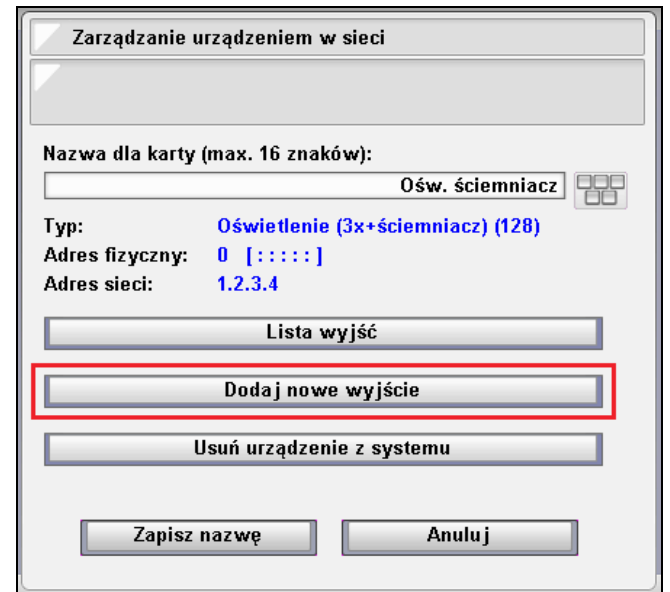 Zarządzanie urządzeniem w sieci
Nazwa dla karty (max. 16 znaków):
Ośw. ściemniacz
Typ: Oświetlenie (3x+ściemniacz) (128)
Adres fizyczny: 0 [:::::]
Adres sieci: 1.2.3.4
Lista wyjść
Dodaj nowe wyjście
Usuń urządzenie z systemu
Zapisz nazwę Anuluj